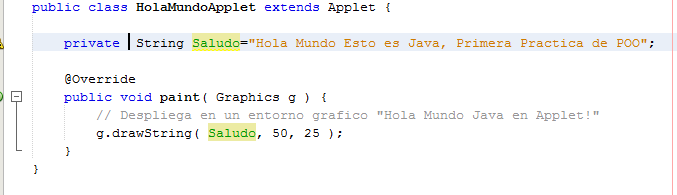 public class HolaMundoApplet extends Applet {
private String Saludo="Hola Mundo Esto es Java, Primera Practica de POO";
@Override
public void paint( Graphics g ) {
// Despliega en un entorno grafico "Hola Mundo Java en Applet!"
g.drawString( Saludo, 50, 25 );
}
}